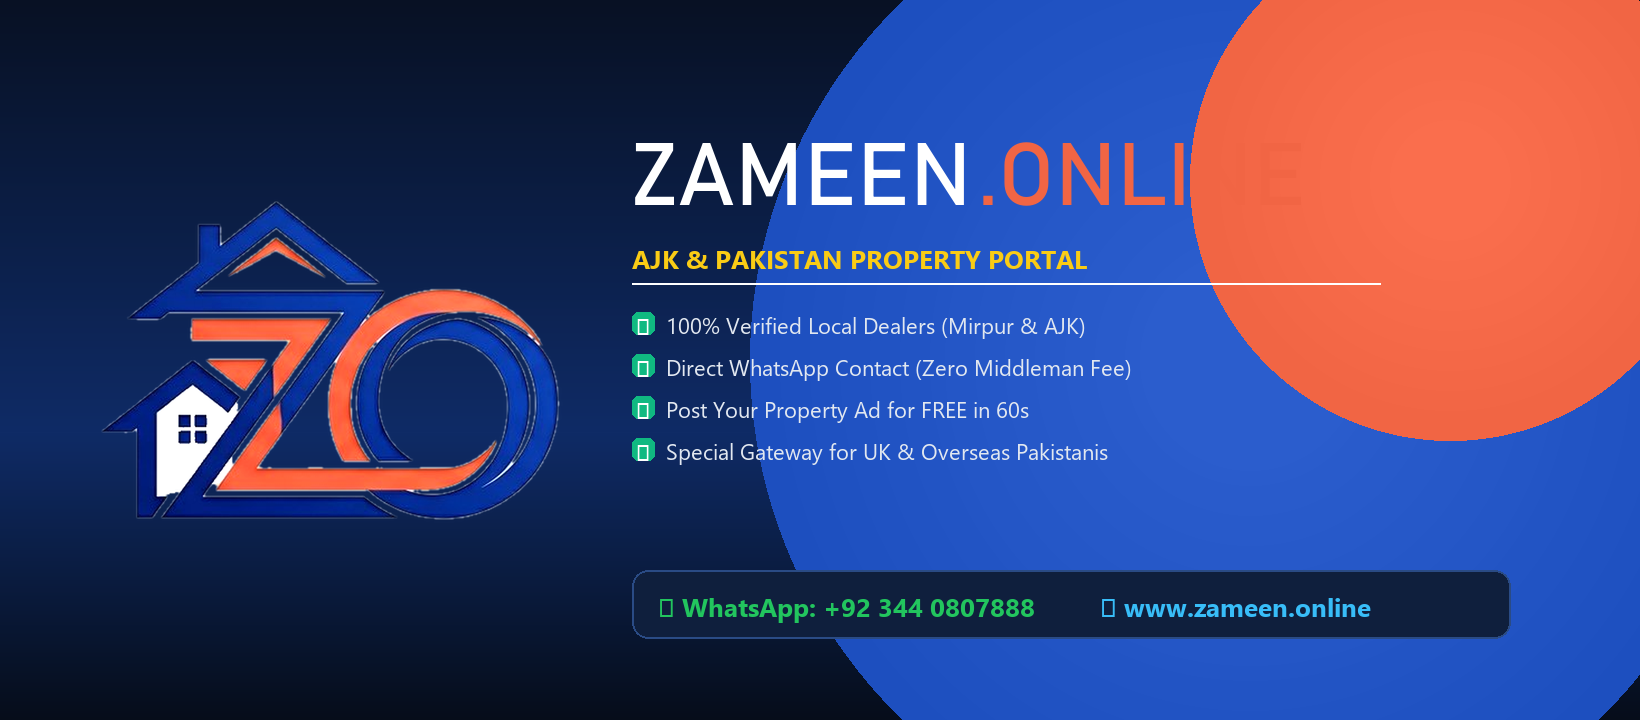 ZAMEEN.ONLINE
AJK & PAKISTAN PROPERTY PORTAL
100% Verified Local Dealers (Mirpur & AJK)
Direct WhatsApp Contact (Zero Middleman Fee)
Post Your Property Ad for FREE in 60s
Special Gateway for UK & Overseas Pakistanis
WhatsApp: +92 344 0807888 www.zameen.online
ZO